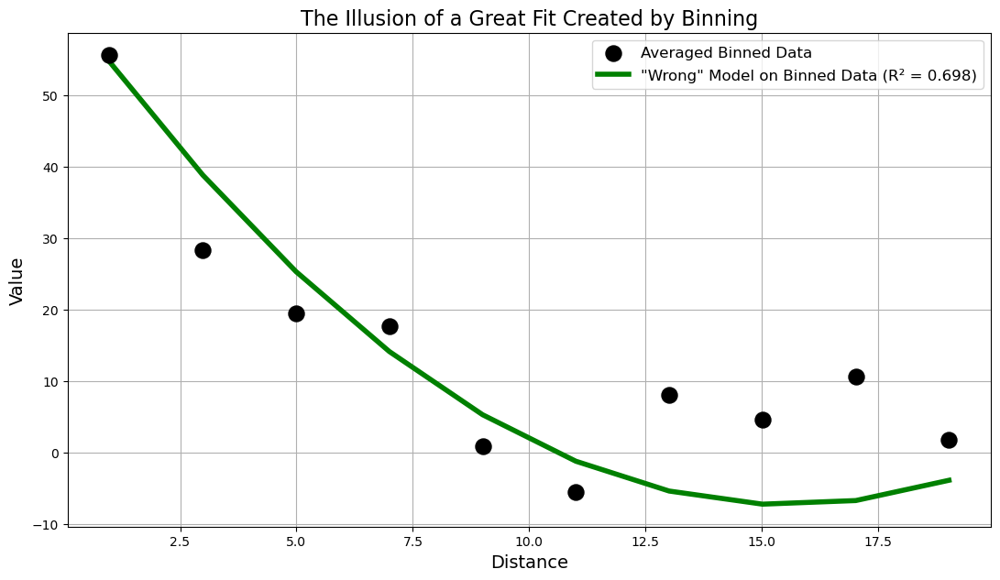 The Illusion of a Great Fit Created by Binning
Averaged Binned Data
"Wrong" Model on Binned Data (R² = 0.698)
Value
50
40
30
20
10
0
−10
2.5 5.0 7.5 10.0 12.5 15.0 17.5
Distance